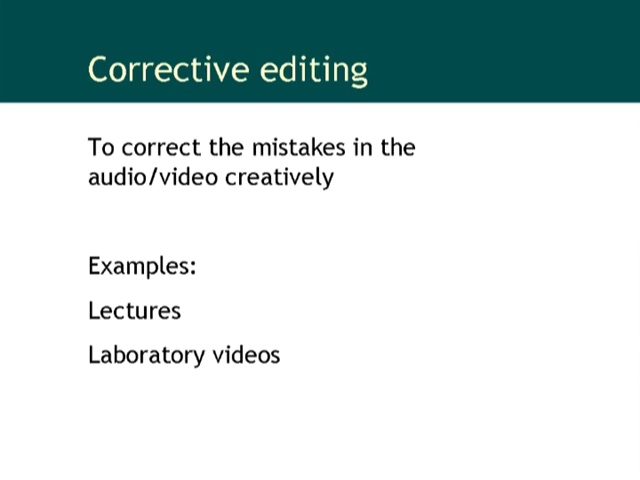 Corrective editing
To correct the mistakes in the
audio/video creatively
Examples:
Lectures
Laboratory videos